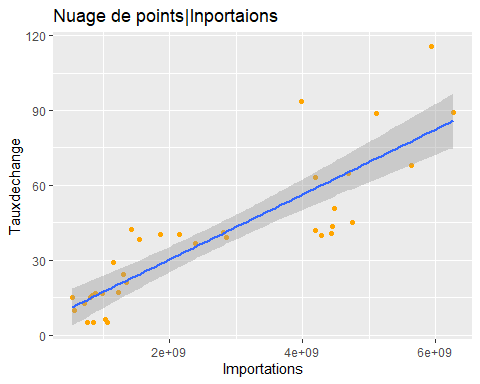 Nuage de points|Inportaions
120
90
60
30
0
Tauxdechange
2e+09
4e+09
6e+09
Importations